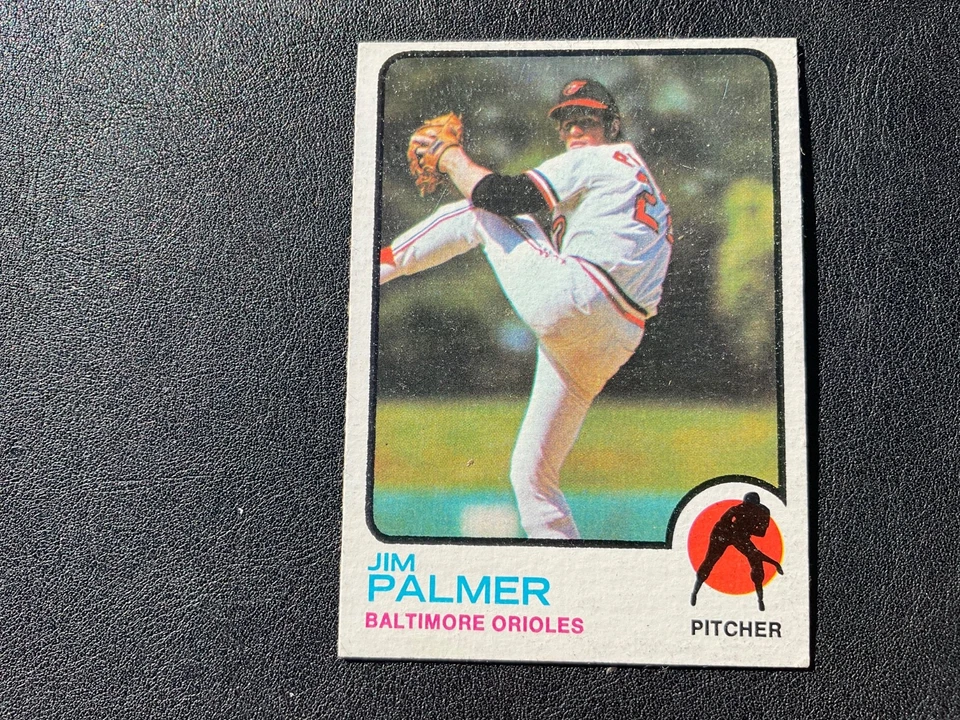 JIM
PALMER
BALTIMORE ORIOLES
PITCHER